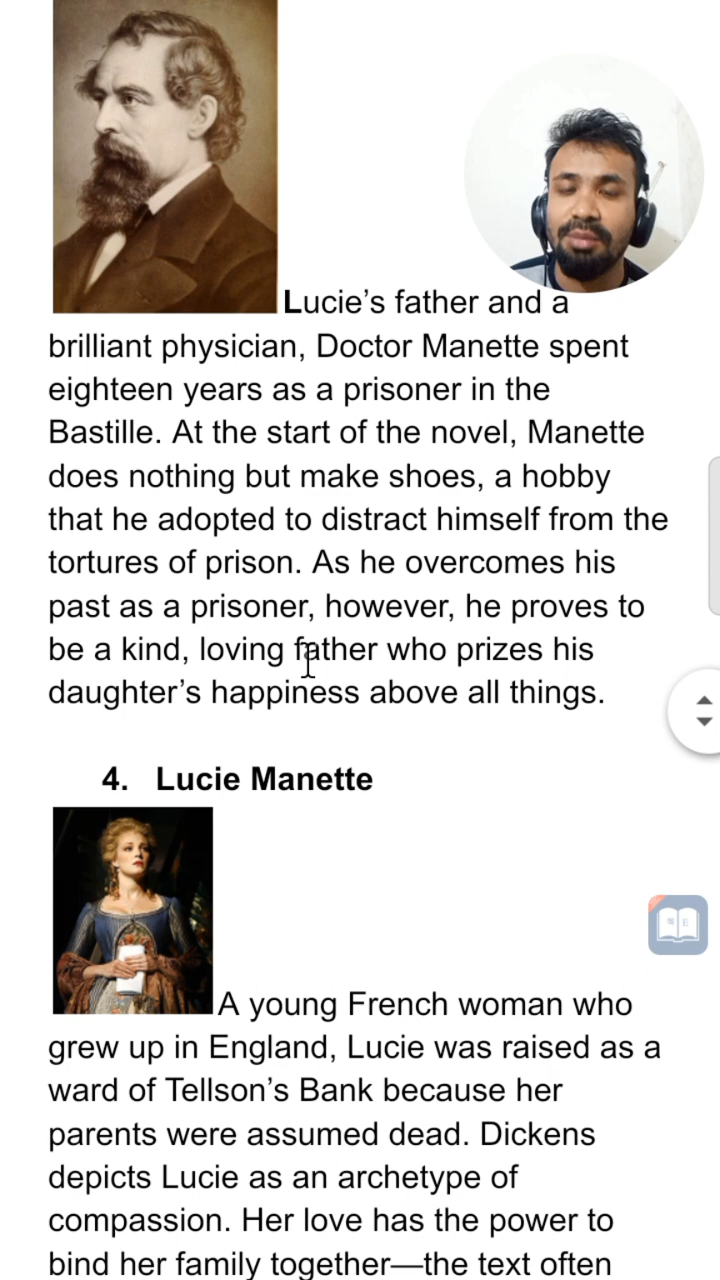 Lucie’s father and a
brilliant physician, Doctor Manette spent
eighteen years as a prisoner in the
Bastille. At the start of the novel, Manette
does nothing but make shoes, a hobby
that he adopted to distract himself from the
tortures of prison. As he overcomes his
past as a prisoner, however, he proves to
be a kind, loving father who prizes his
daughter’s happiness above all things.
4. Lucie Manette
A young French woman who
grew up in England, Lucie was raised as a
ward of Tellson’s Bank because her
parents were assumed dead. Dickens
depicts Lucie as an archetype of
compassion. Her love has the power to
bind her family together—the text often